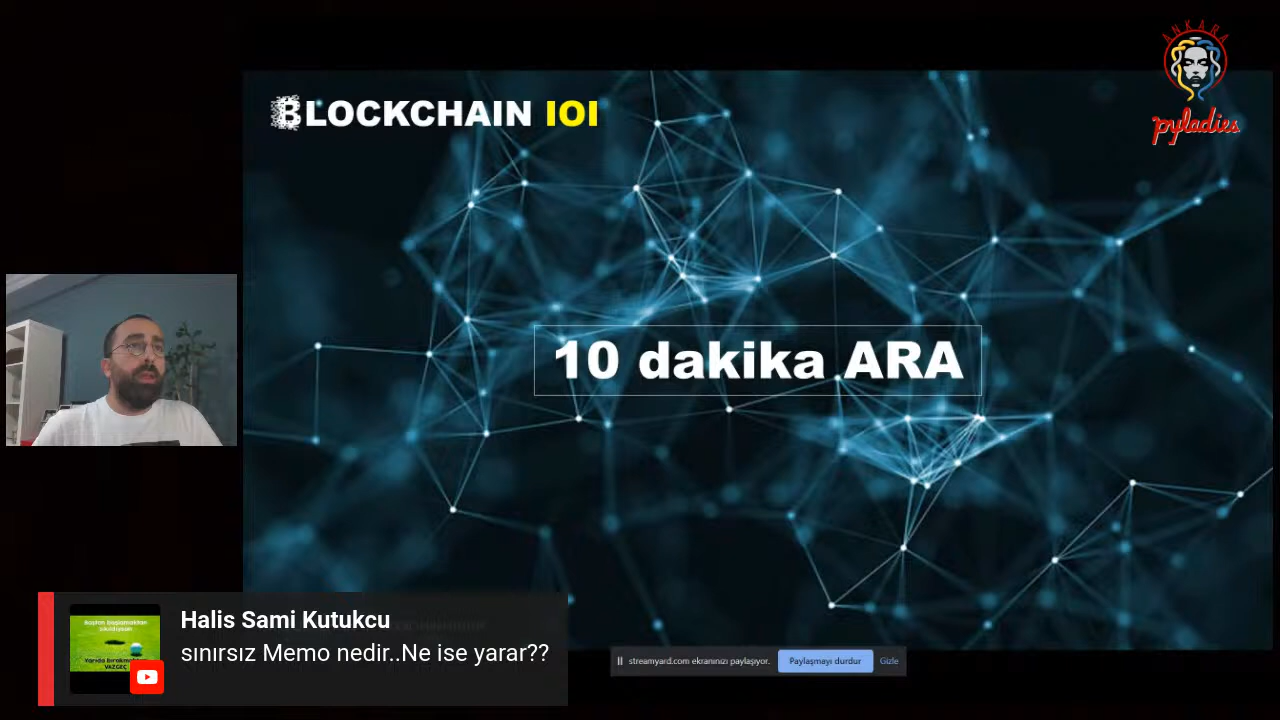 ANKARA
pyladies
BLOCKCHAIN IOI
10 dakika ARA
Halis Sami Kutukcu
sınırsız Memo nedir..Ne ise yarar??
streamyard.com ekranınızı paylaşıyor.
Paylaşmayı durdur
Gizle